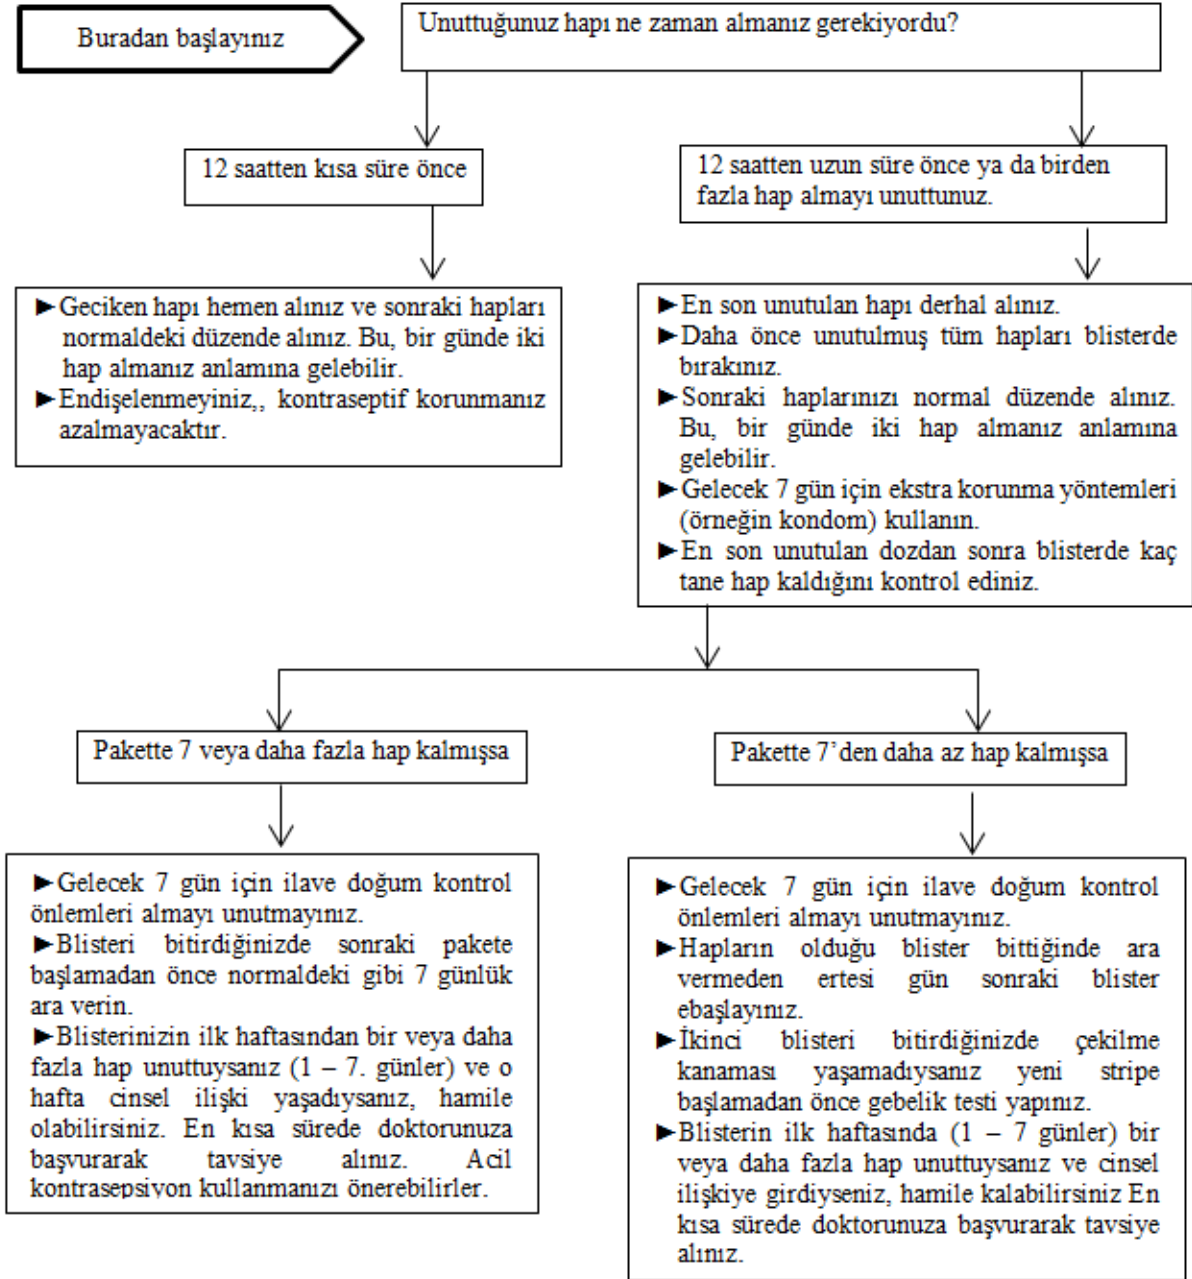 Buradan başlayınız
Unuttuğunuz hapı ne zaman almanız gerekiyordu?
12 saatten kısa süre önce
12 saatten uzun süre önce ya da birden
fazla hap almayı unuttunuz.
►Geciken hapı hemen alınız ve sonraki hapları
normaldeki düzende alınız. Bu, bir günde iki
hap almanız anlamına gelebilir.
►Endişelenmeyiniz,, kontraseptif korunmanız
azalmayacaktır.
►En son unutulan hapı derhal alınız.
►Daha önce unutulmuş tüm hapları blisterde
bırakınız.
►Sonraki haplarınızı normal düzende alınız.
Bu, bir günde iki hap almanız anlamına
gelebilir.
►Gelecek 7 gün için ekstra korunma yöntemleri
(örneğin kondom) kullanın.
►En son unutulan dozdan sonra blisterde kaç
tane hap kaldığını kontrol ediniz.
Pakette 7 veya daha fazla hap kalmışsa
Pakette 7’den daha az hap kalmışsa
►Gelecek 7 gün için ilave doğum kontrol
önlemleri almayı unutmayınız.
►Blisteri bitirdiğinizde sonraki pakete
başlamadan önce normaldeki gibi 7 günlük
ara verin.
►Blisterinizin ilk haftasından bir veya daha
fazla hap unuttuysanız (1 – 7. günler) ve o
hafta cinsel ilişki yaşadıysanız, hamile
olabilirsiniz. En kısa sürede doktorunuza
başvurarak tavsiye alınız. Acil
kontrasepsiyon kullanmanızı önerebilirler.
►Gelecek 7 gün için ilave doğum kontrol
önlemleri almayı unutmayınız.
►Hapların olduğu blister bittiğinde ara
vermeden ertesi gün sonraki blister
ebaşlayınız.
►İkinci blisteri bitirdiğinizde çekilme
kanaması yaşamadıysanız yeni stripe
başlamadan önce gebelik testi yapınız.
►Blisterin ilk haftasında (1 – 7 günler) bir
veya daha fazla hap unuttuysanız ve cinsel
ilişkiye girdiyseniz, hamile kalabilirsiniz En
kısa sürede doktorunuza başvurarak tavsiye
alınız.